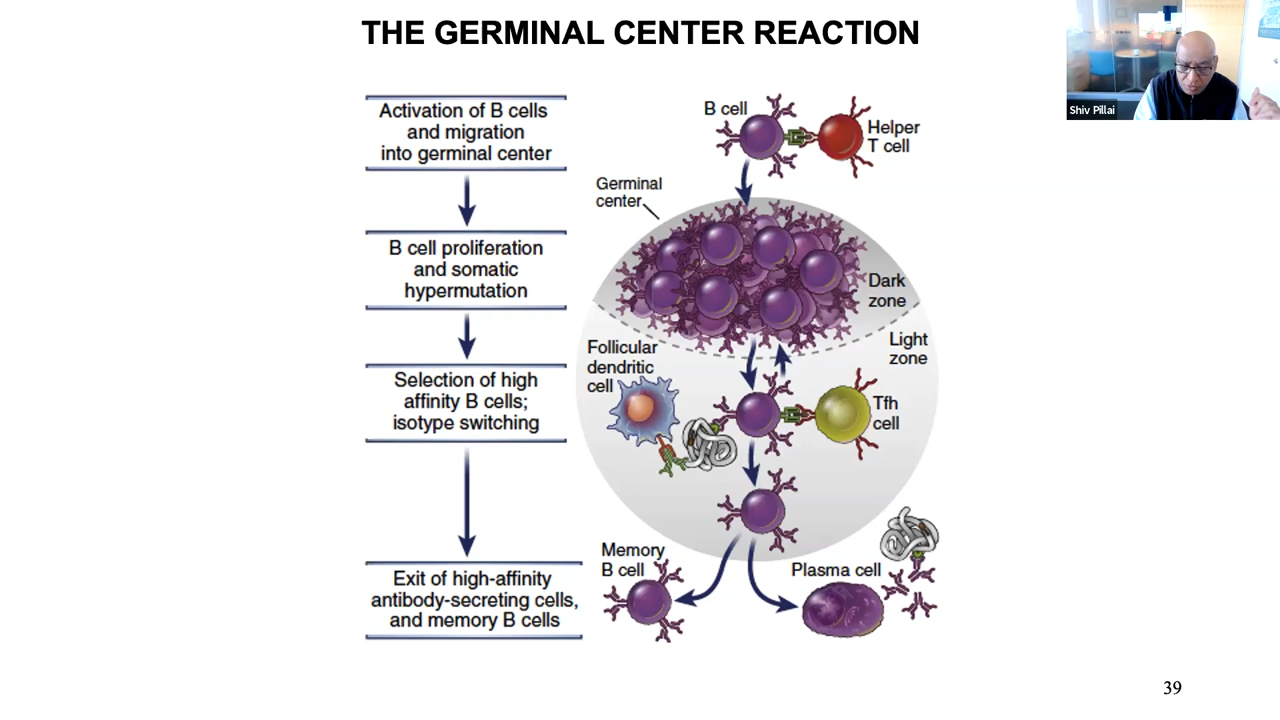 THE GERMINAL CENTER REACTION
Shiv Pillai
Activation of B cells
and migration
into germinal center
B cell proliferation
and somatic
hypermutation
Selection of high
affinity B cells;
isotype switching
Exit of high-affinity
antibody-secreting cells,
and memory B cells
B cell
Helper
T cell
Germinal
center
Dark
zone
Light
zone
Follicular
dendritic
cell
Tfh
cell
Memory
B cell
Plasma cell
39